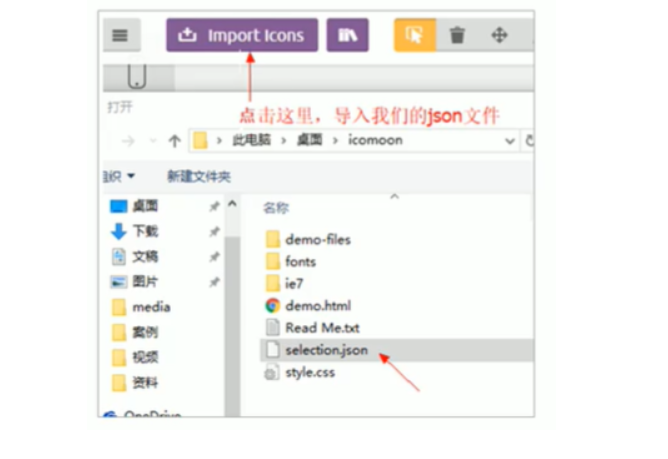 Import Icons
点击这里，导入我们的json文件
打开
此电脑 > 桌面 > icomoon
组织 新建文件夹
桌面
下载
文稿
图片
media
案例
视频
资料
OneDrive
名称
demo-files
fonts
ie7
demo.html
Read Me.txt
selection.json
style.css